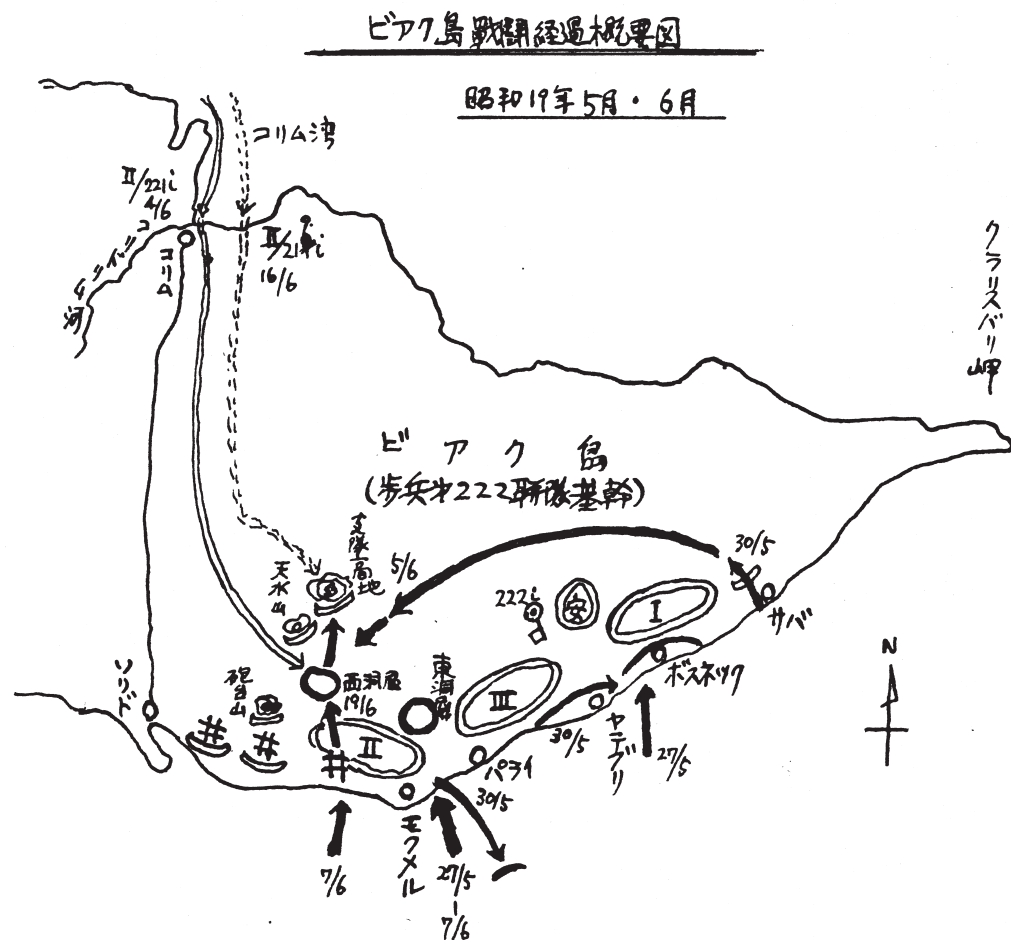 ビアク島戦闘経過概要図
昭和19年5月・6月
コリム湾
II/221i
4/6
16/6
コリム
河
クラリスバリ岬
ビアク島
(歩兵第222聯隊基幹)
支隊高地
天水山
5/6
30/5
サバ
222i
安
I
ボスネック
N
ソリド
砲台山
西洞窟
19/6
東洞窟
III
II
30/5
ヤニブリ
27/5
パライ
30/5
モクメル
7/6
27/5
|
7/6